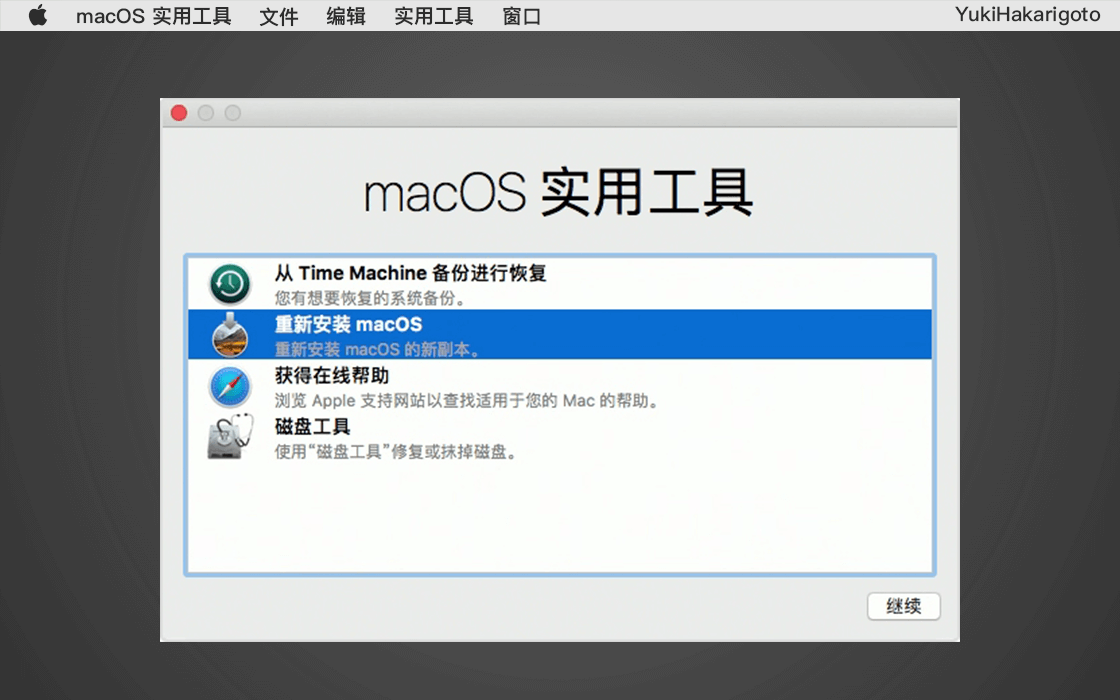 macOS 实用工具 文件 编辑 实用工具 窗口 YukiHakarigoto
macOS 实用工具
从 Time Machine 备份进行恢复
您有想要恢复的系统备份。
重新安装 macOS
重新安装 macOS 的新副本。
获得在线帮助
浏览 Apple 支持网站以查找适用于您的 Mac 的帮助。
磁盘工具
使用“磁盘工具”修复或抹掉磁盘。
继续